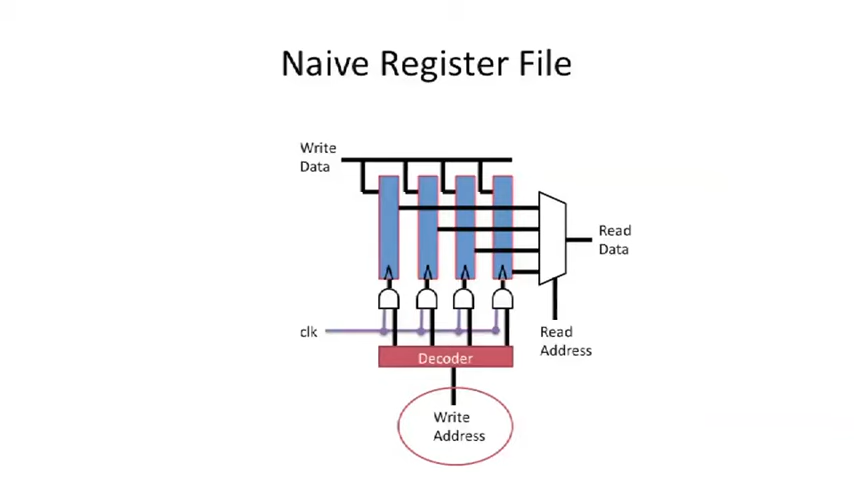 Naive Register File
Write
Data
Read
Data
clk
Read
Address
Decoder
Write
Address